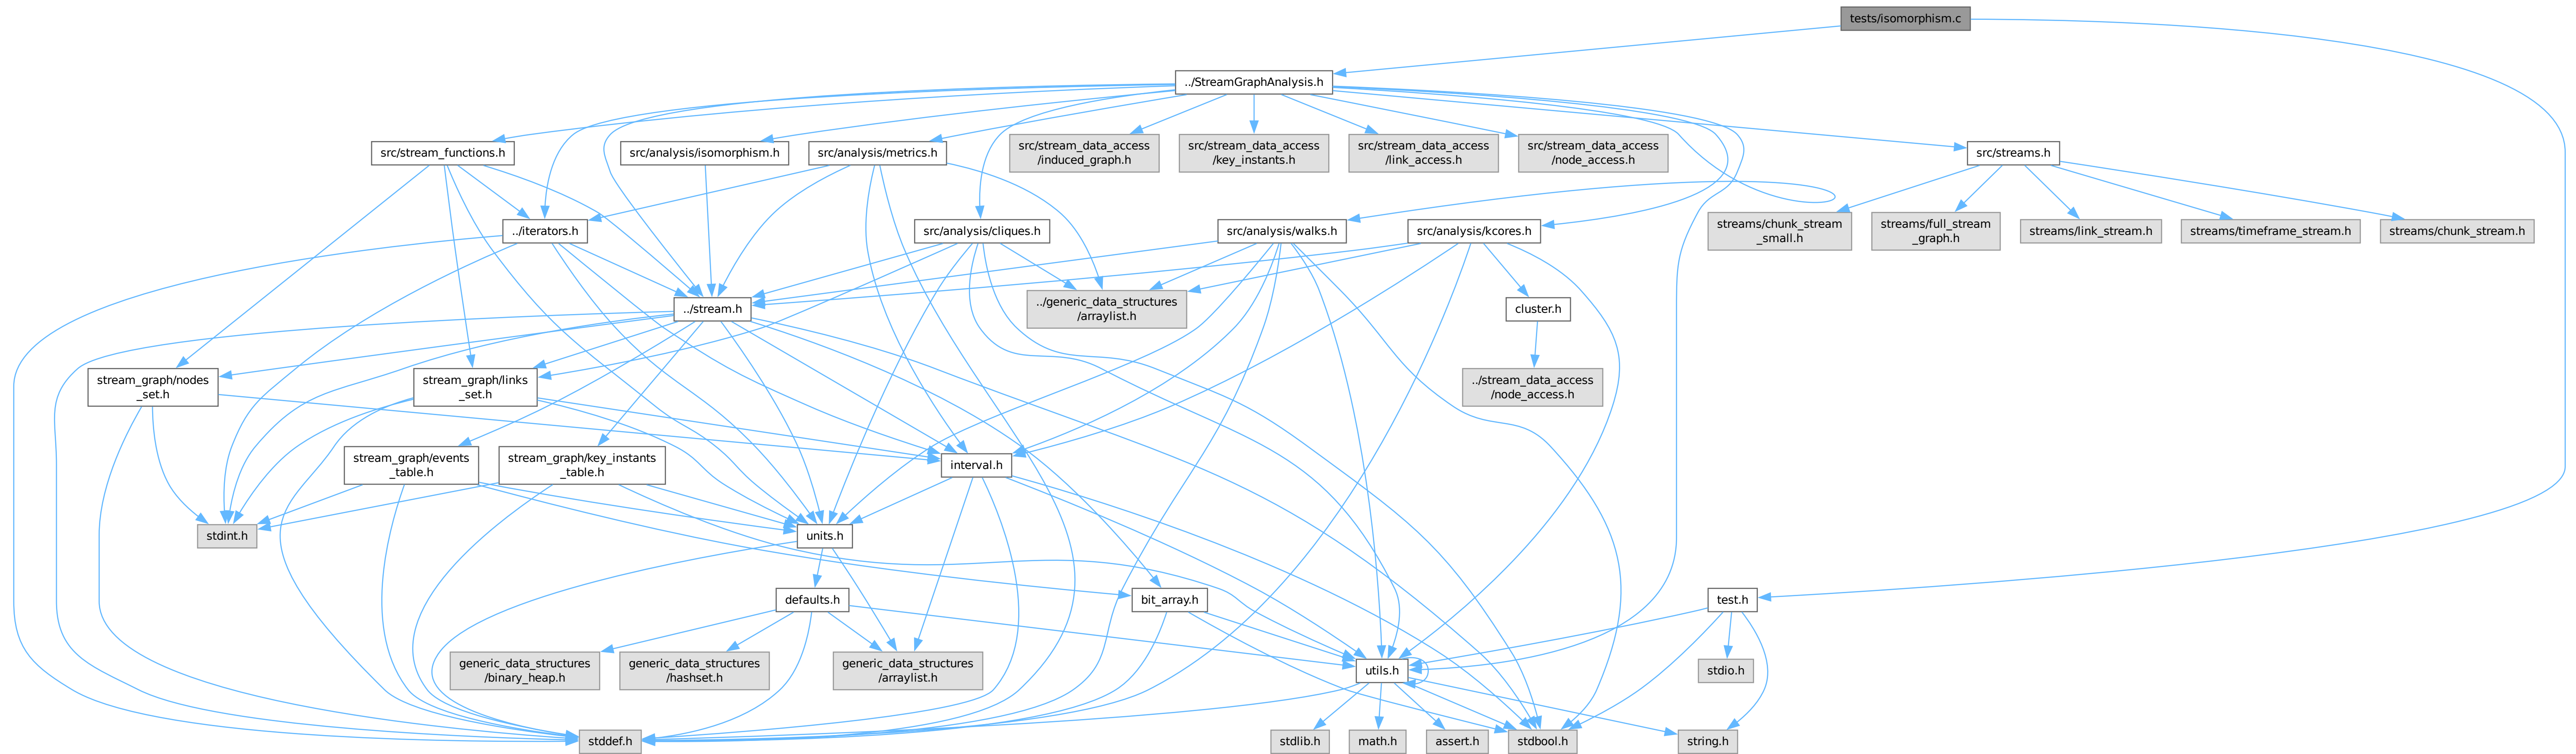 tests/isomorphism.c
../StreamGraphAnalysis.h
src/stream_functions.h
src/analysis/isomorphism.h
src/analysis/metrics.h
src/stream_data_access
/induced_graph.h
src/stream_data_access
/key_instants.h
src/stream_data_access
/link_access.h
src/stream_data_access
/node_access.h
src/streams.h
../iterators.h
src/analysis/cliques.h
src/analysis/walks.h
src/analysis/kcores.h
streams/chunk_stream
_small.h
streams/full_stream
_graph.h
streams/link_stream.h
streams/timeframe_stream.h
streams/chunk_stream.h
../stream.h
../generic_data_structures
/arraylist.h
cluster.h
stream_graph/nodes
_set.h
stream_graph/links
_set.h
../stream_data_access
/node_access.h
stream_graph/events
_table.h
stream_graph/key_instants
_table.h
interval.h
stdint.h
units.h
defaults.h
bit_array.h
test.h
generic_data_structures
/binary_heap.h
generic_data_structures
/hashset.h
generic_data_structures
/arraylist.h
utils.h
stdio.h
stddef.h
stdlib.h
math.h
assert.h
stdbool.h
string.h